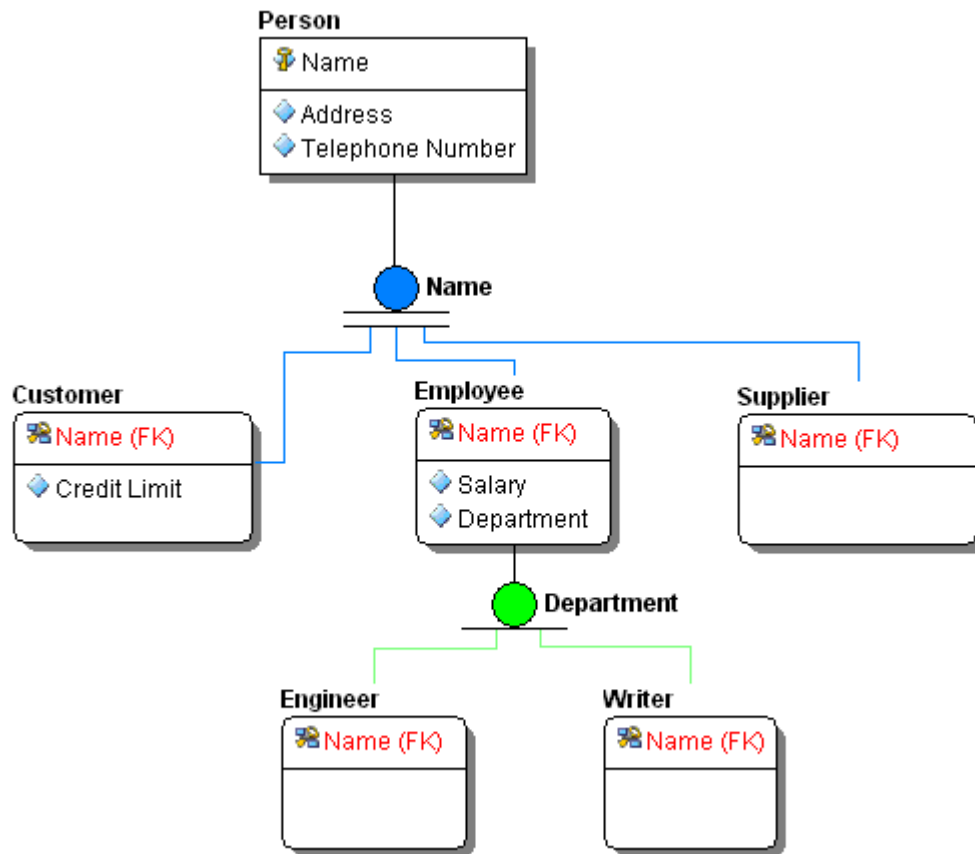 Person
Name
Address
Telephone Number
Name
Customer
Name (FK)
Credit Limit
Employee
Name (FK)
Salary
Department
Supplier
Name (FK)
Department
Engineer
Name (FK)
Writer
Name (FK)